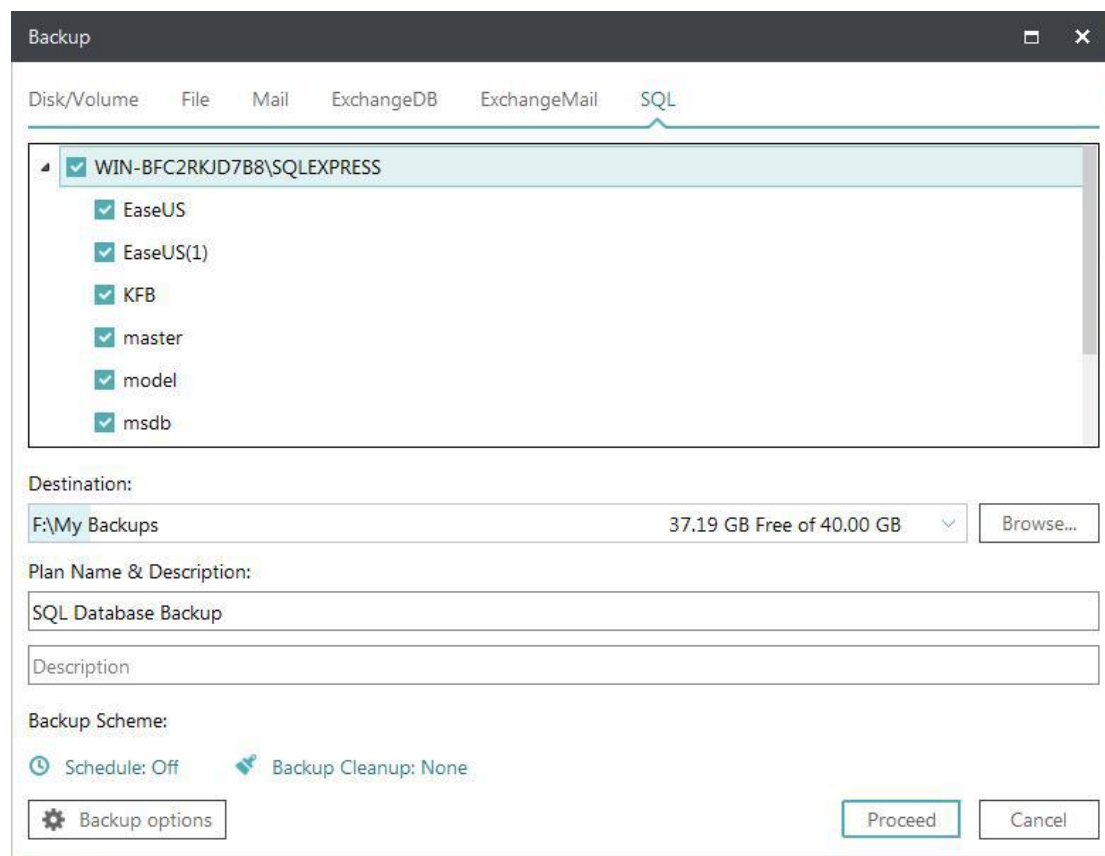 Backup
Disk/Volume File Mail ExchangeDB ExchangeMail SQL
WIN-BFC2RKJD7B8\SQLEXPRESS
EaseUS
EaseUS(1)
KFB
master
model
msdb
Destination:
F:\My Backups 37.19 GB Free of 40.00 GB Browse...
Plan Name & Description:
SQL Database Backup
Description
Backup Scheme:
Schedule: Off Backup Cleanup: None
Backup options Proceed Cancel